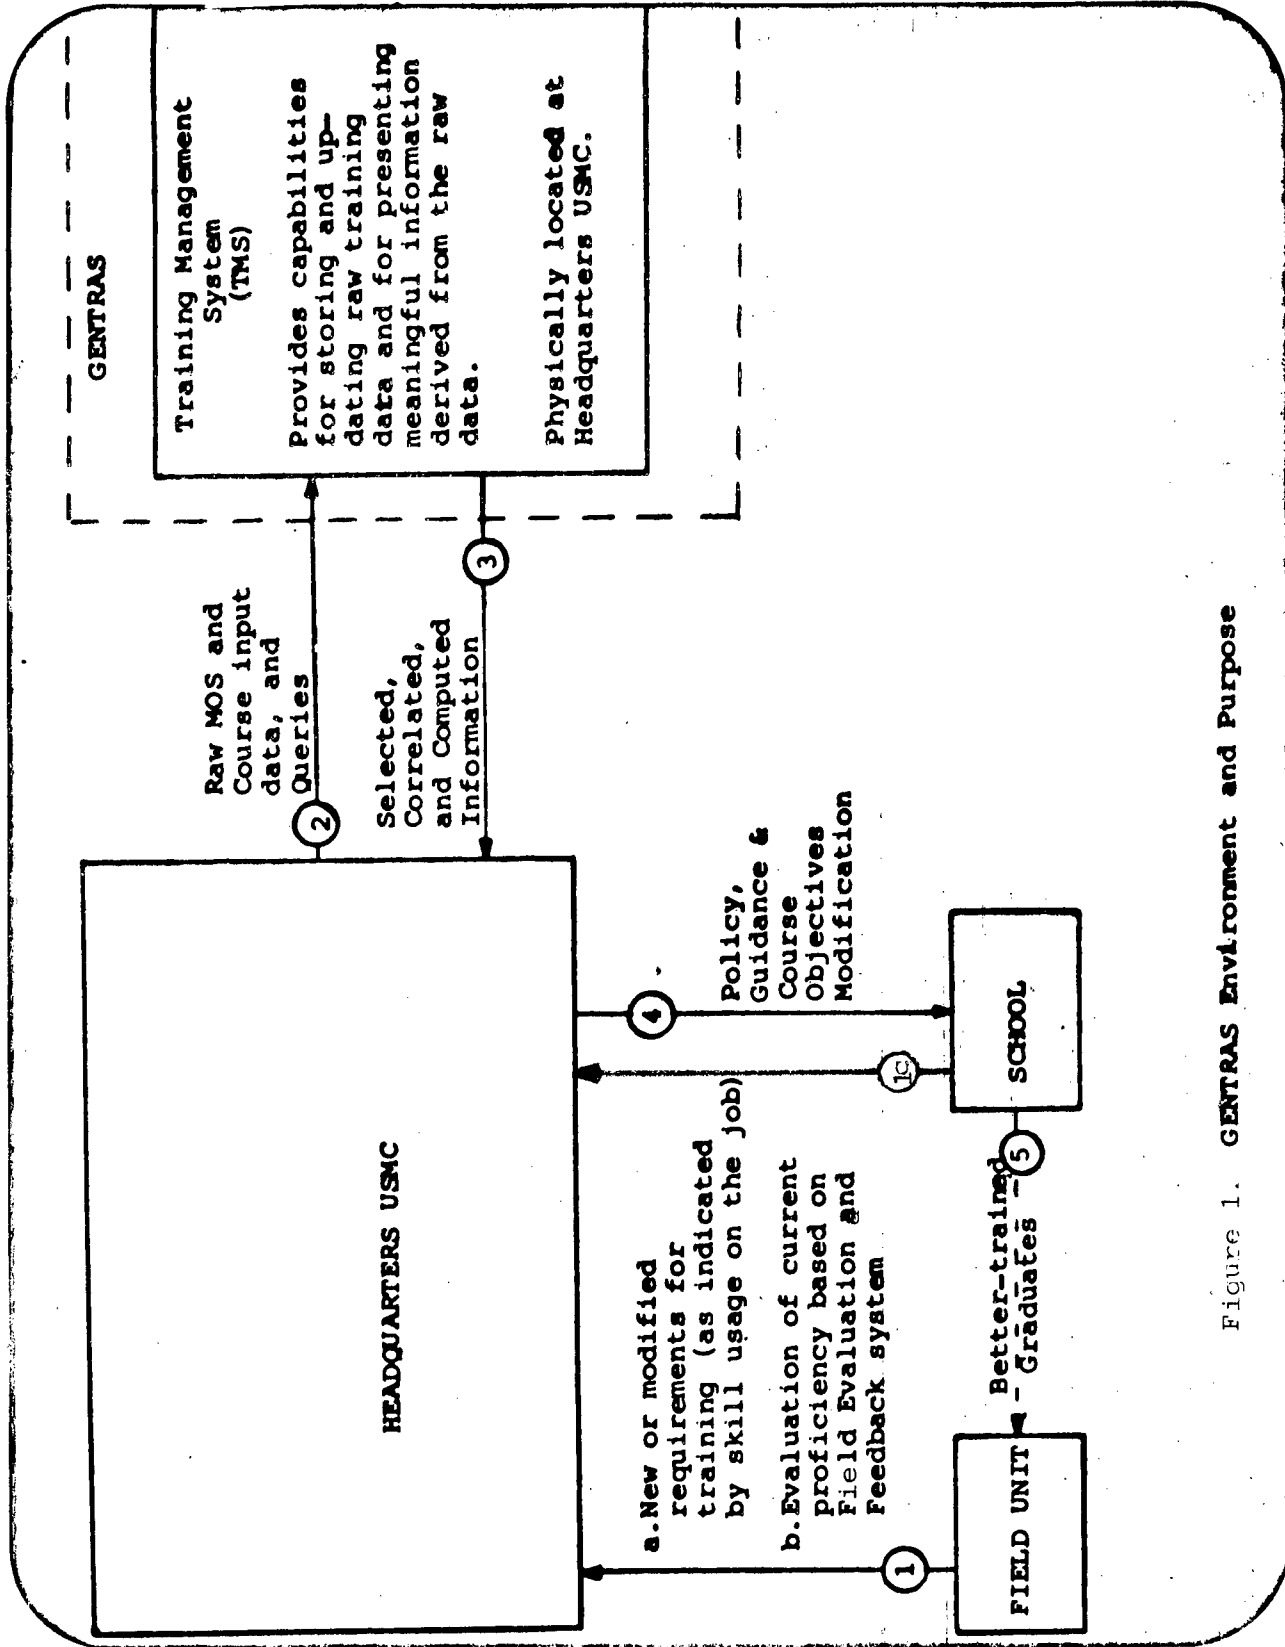 GENTRAS
Training Management
System
(TMS)
Provides capabilities
for storing and up-
dating raw training
data and for presenting
meaningful information
derived from the raw
data.
Physically located at
Headquarters USMC.
Raw MOS and
Course input
data, and
Queries
2
Selected,
Correlated,
and Computed
Information
3
HEADQUARTERS USMC
4
Policy,
Guidance &
Course
Objectives
Modification
1C
SCHOOL
a.New or modified
requirements for
training (as indicated
by skill usage on the job)
b.Evaluation of current
proficiency based on
Field Evaluation and
Feedback system
1
Better-trained
Graduates
5
FIELD UNIT
Figure 1. GENTRAS Environment and Purpose